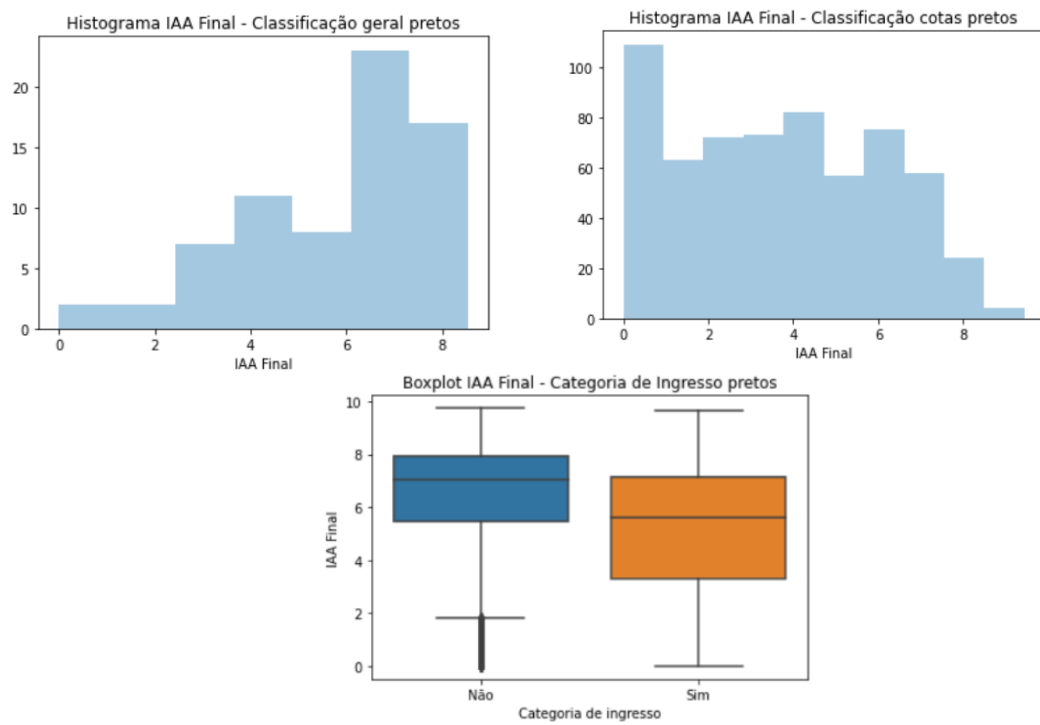 Histograma IAA Final - Classificação geral pretos
20
15
10
5
0
0 2 4 6 8
IAA Final
Histograma IAA Final - Classificação cotas pretos
100
80
60
40
20
0
0 2 4 6 8
IAA Final
Boxplot IAA Final - Categoria de Ingresso pretos
10
8
6
4
2
0
IAA Final
Não Sim
Categoria de ingresso